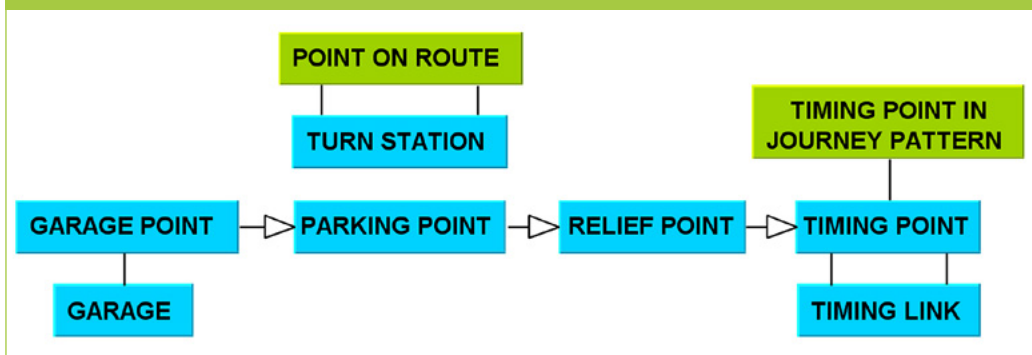 POINT ON ROUTE
TURN STATION
TIMING POINT IN
JOURNEY PATTERN
GARAGE POINT
PARKING POINT
RELIEF POINT
TIMING POINT
GARAGE
TIMING LINK